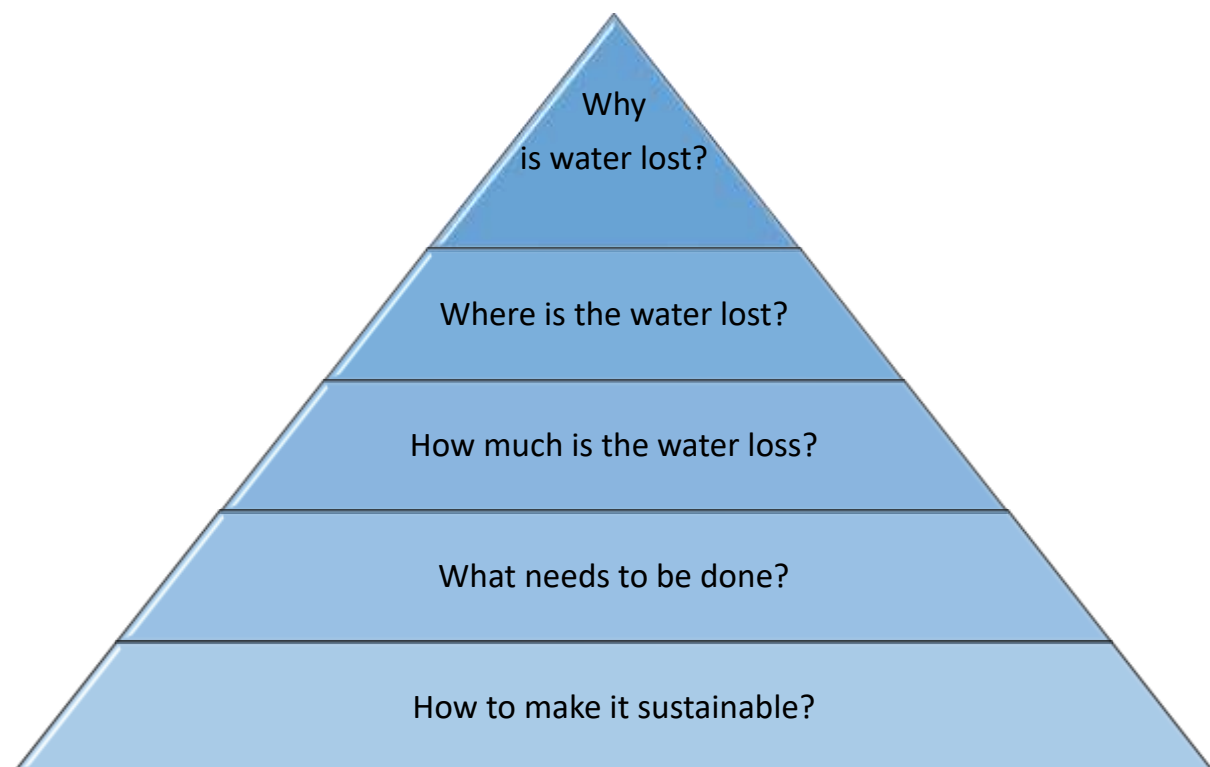 Why
is water lost?
Where is the water lost?
How much is the water loss?
What needs to be done?
How to make it sustainable?